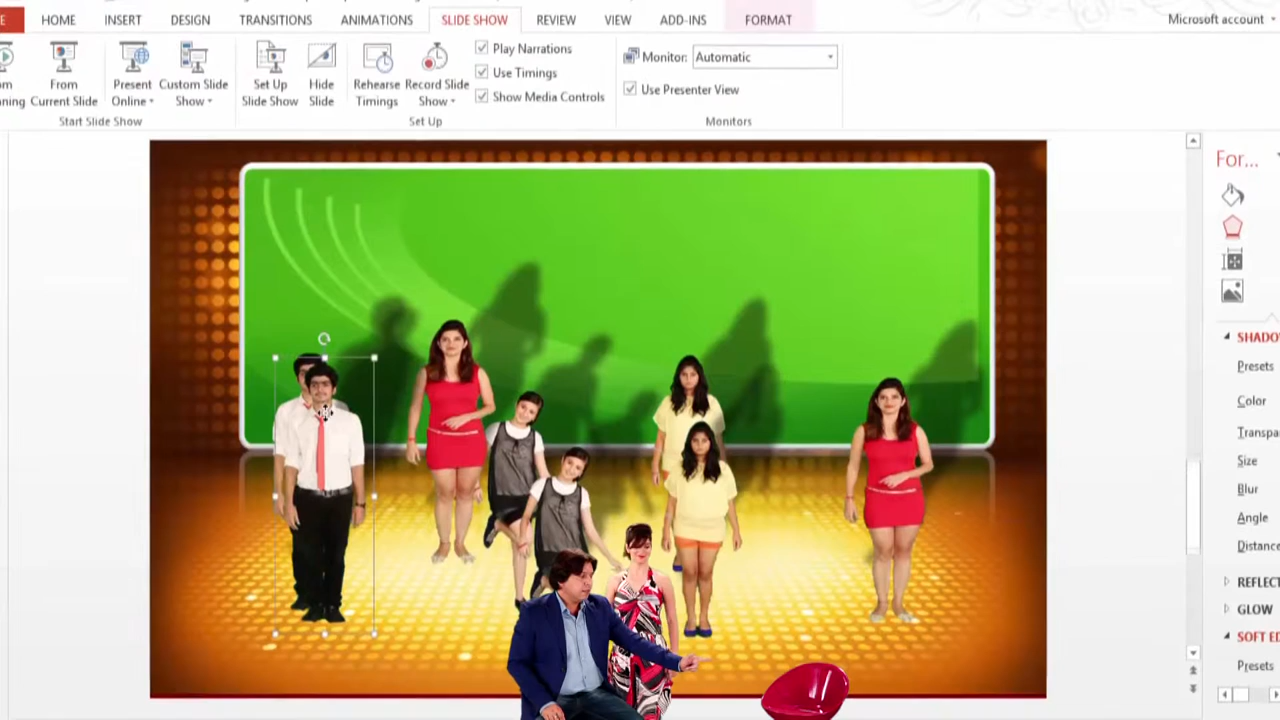 E HOME INSERT DESIGN TRANSITIONS ANIMATIONS SLIDE SHOW REVIEW VIEW ADD-INS FORMAT Microsoft account
om
nning
From
Current Slide
Present
Online
Custom Slide
Show
Set Up
Slide Show
Hide
Slide
Rehearse
Timings
Record Slide
Show
Play Narrations
Use Timings
Show Media Controls
Monitor: Automatic
Use Presenter View
Start Slide Show
Set Up
Monitors
For...
SHADO
Presets
Color
Transpa
Size
Blur
Angle
Distance
REFLECT
GLOW
SOFT ED
Presets